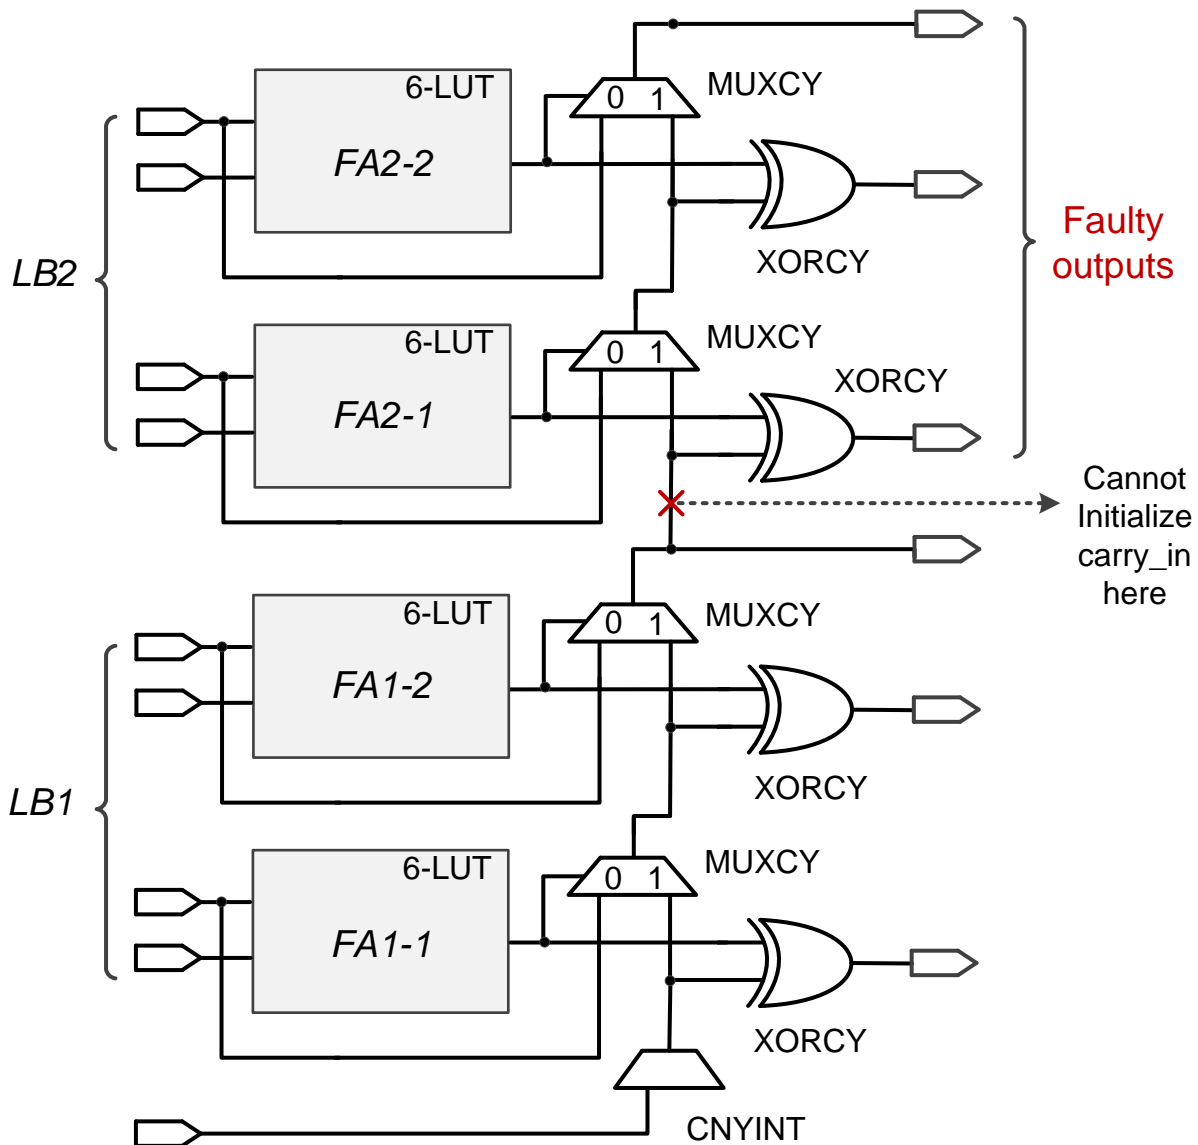 6-LUT
0 1
MUXCY
FA2-2
XORCY
Faulty
outputs
LB2
6-LUT
0 1
MUXCY
XORCY
FA2-1
Cannot
Initialize
carry_in
here
6-LUT
0 1
MUXCY
FA1-2
XORCY
LB1
6-LUT
0 1
MUXCY
FA1-1
XORCY
CNYINT